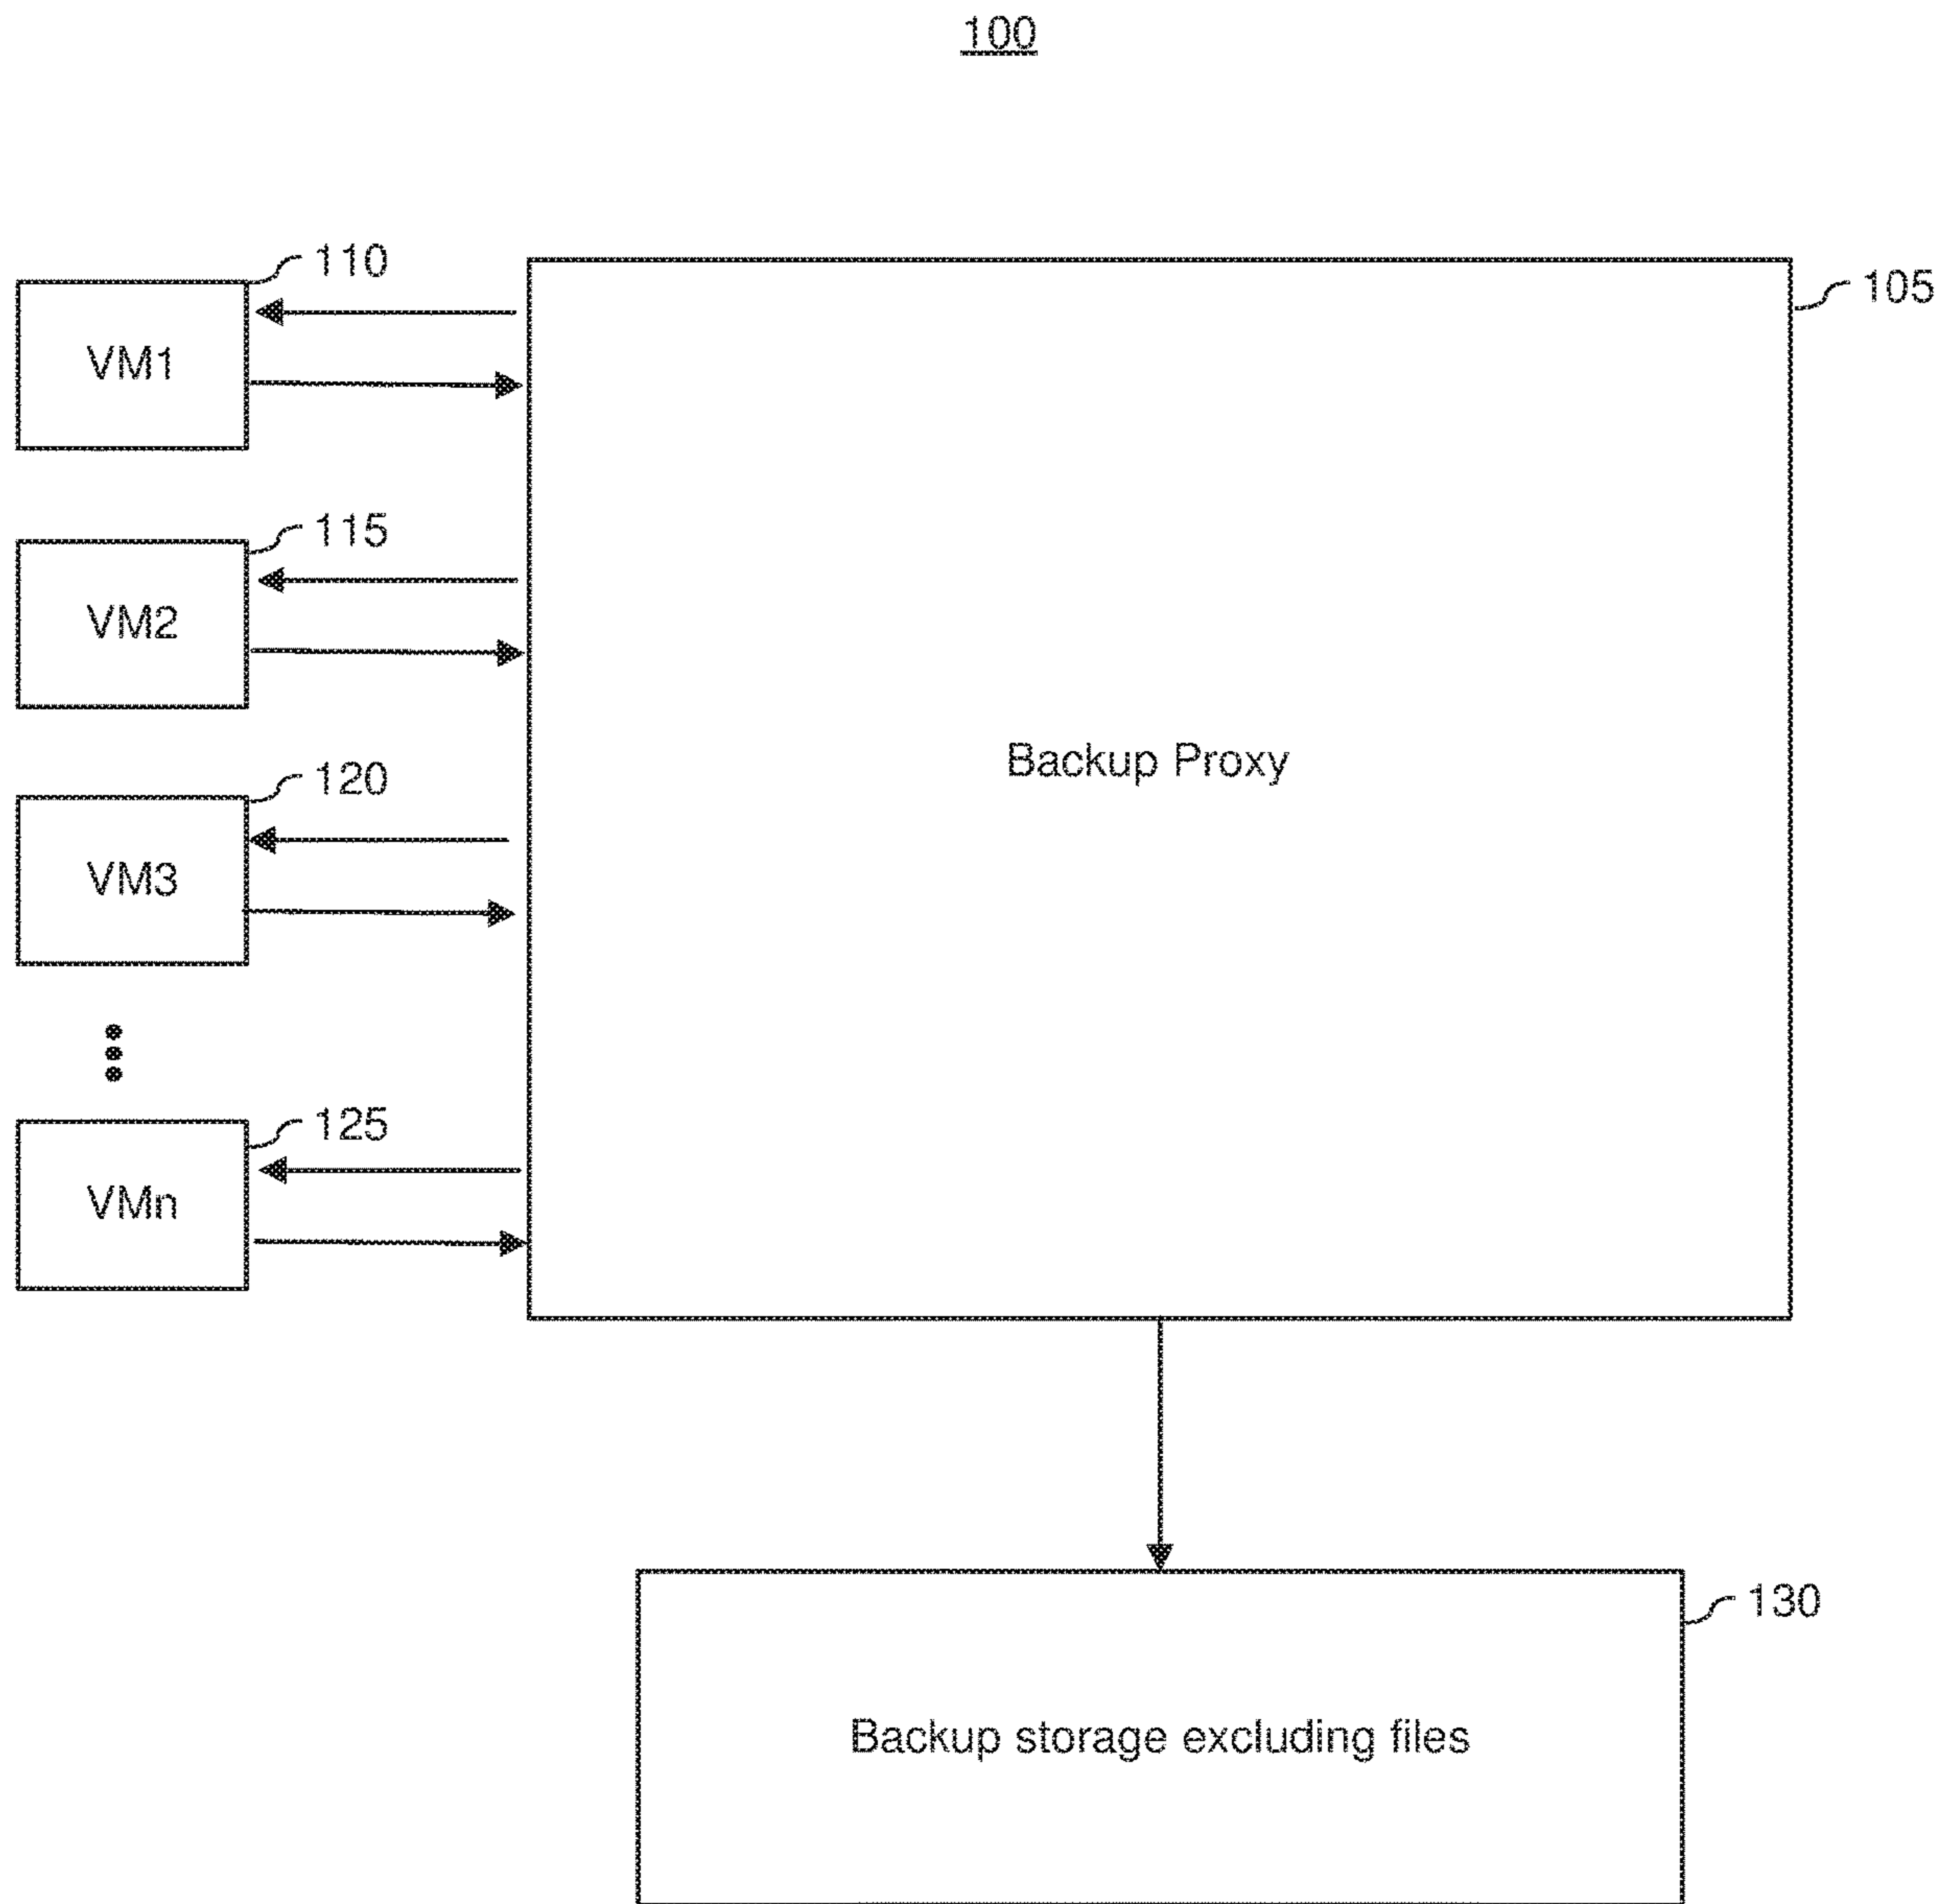 100
110
105
VM1
115
VM2
Backup Proxy
120
VM3
125
VMn
130
Backup storage excluding files